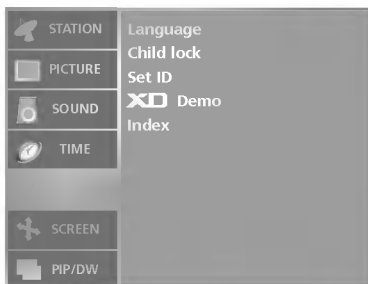 STATION
PICTURE
SOUND
TIME
SCREEN
PIP/DW
Language
Child lock
Set ID
XD Demo
Index